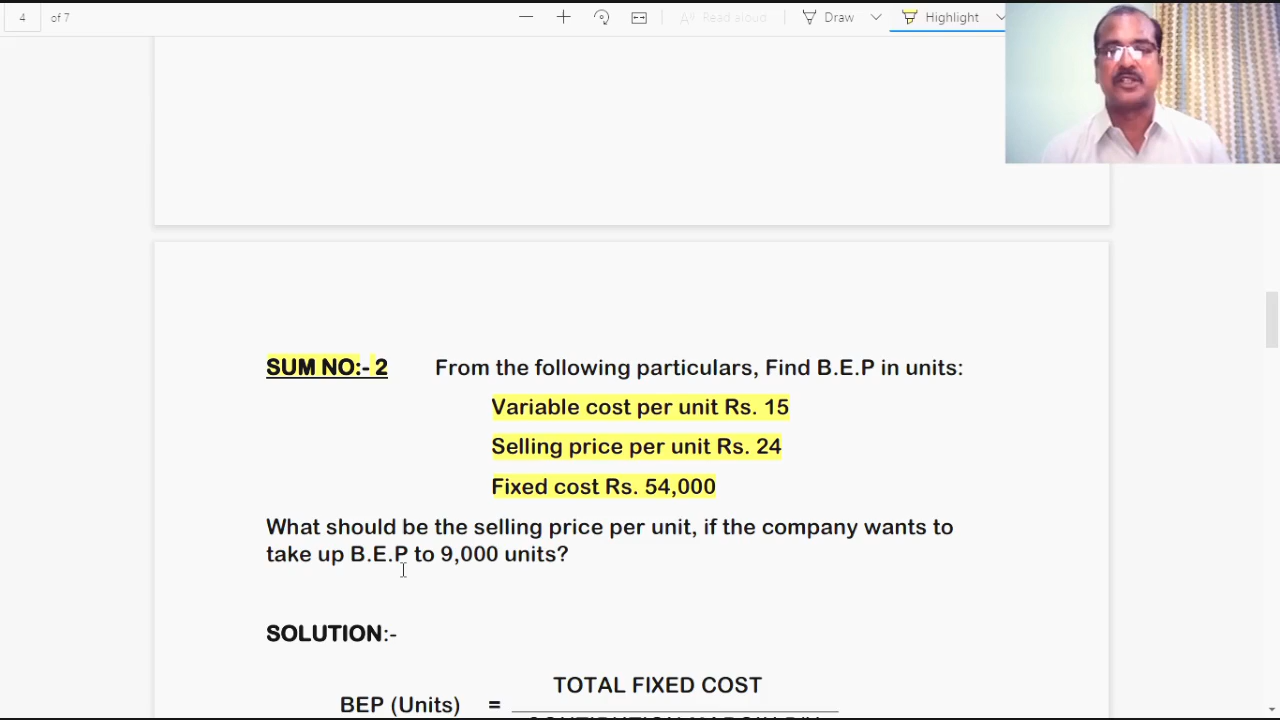 4 of 7 Read aloud Draw Highlight
SUM NO:- 2 From the following particulars, Find B.E.P in units:
Variable cost per unit Rs. 15
Selling price per unit Rs. 24
Fixed cost Rs. 54,000
What should be the selling price per unit, if the company wants to
take up B.E.P to 9,000 units?
SOLUTION:-
TOTAL FIXED COST
BEP (Units) =